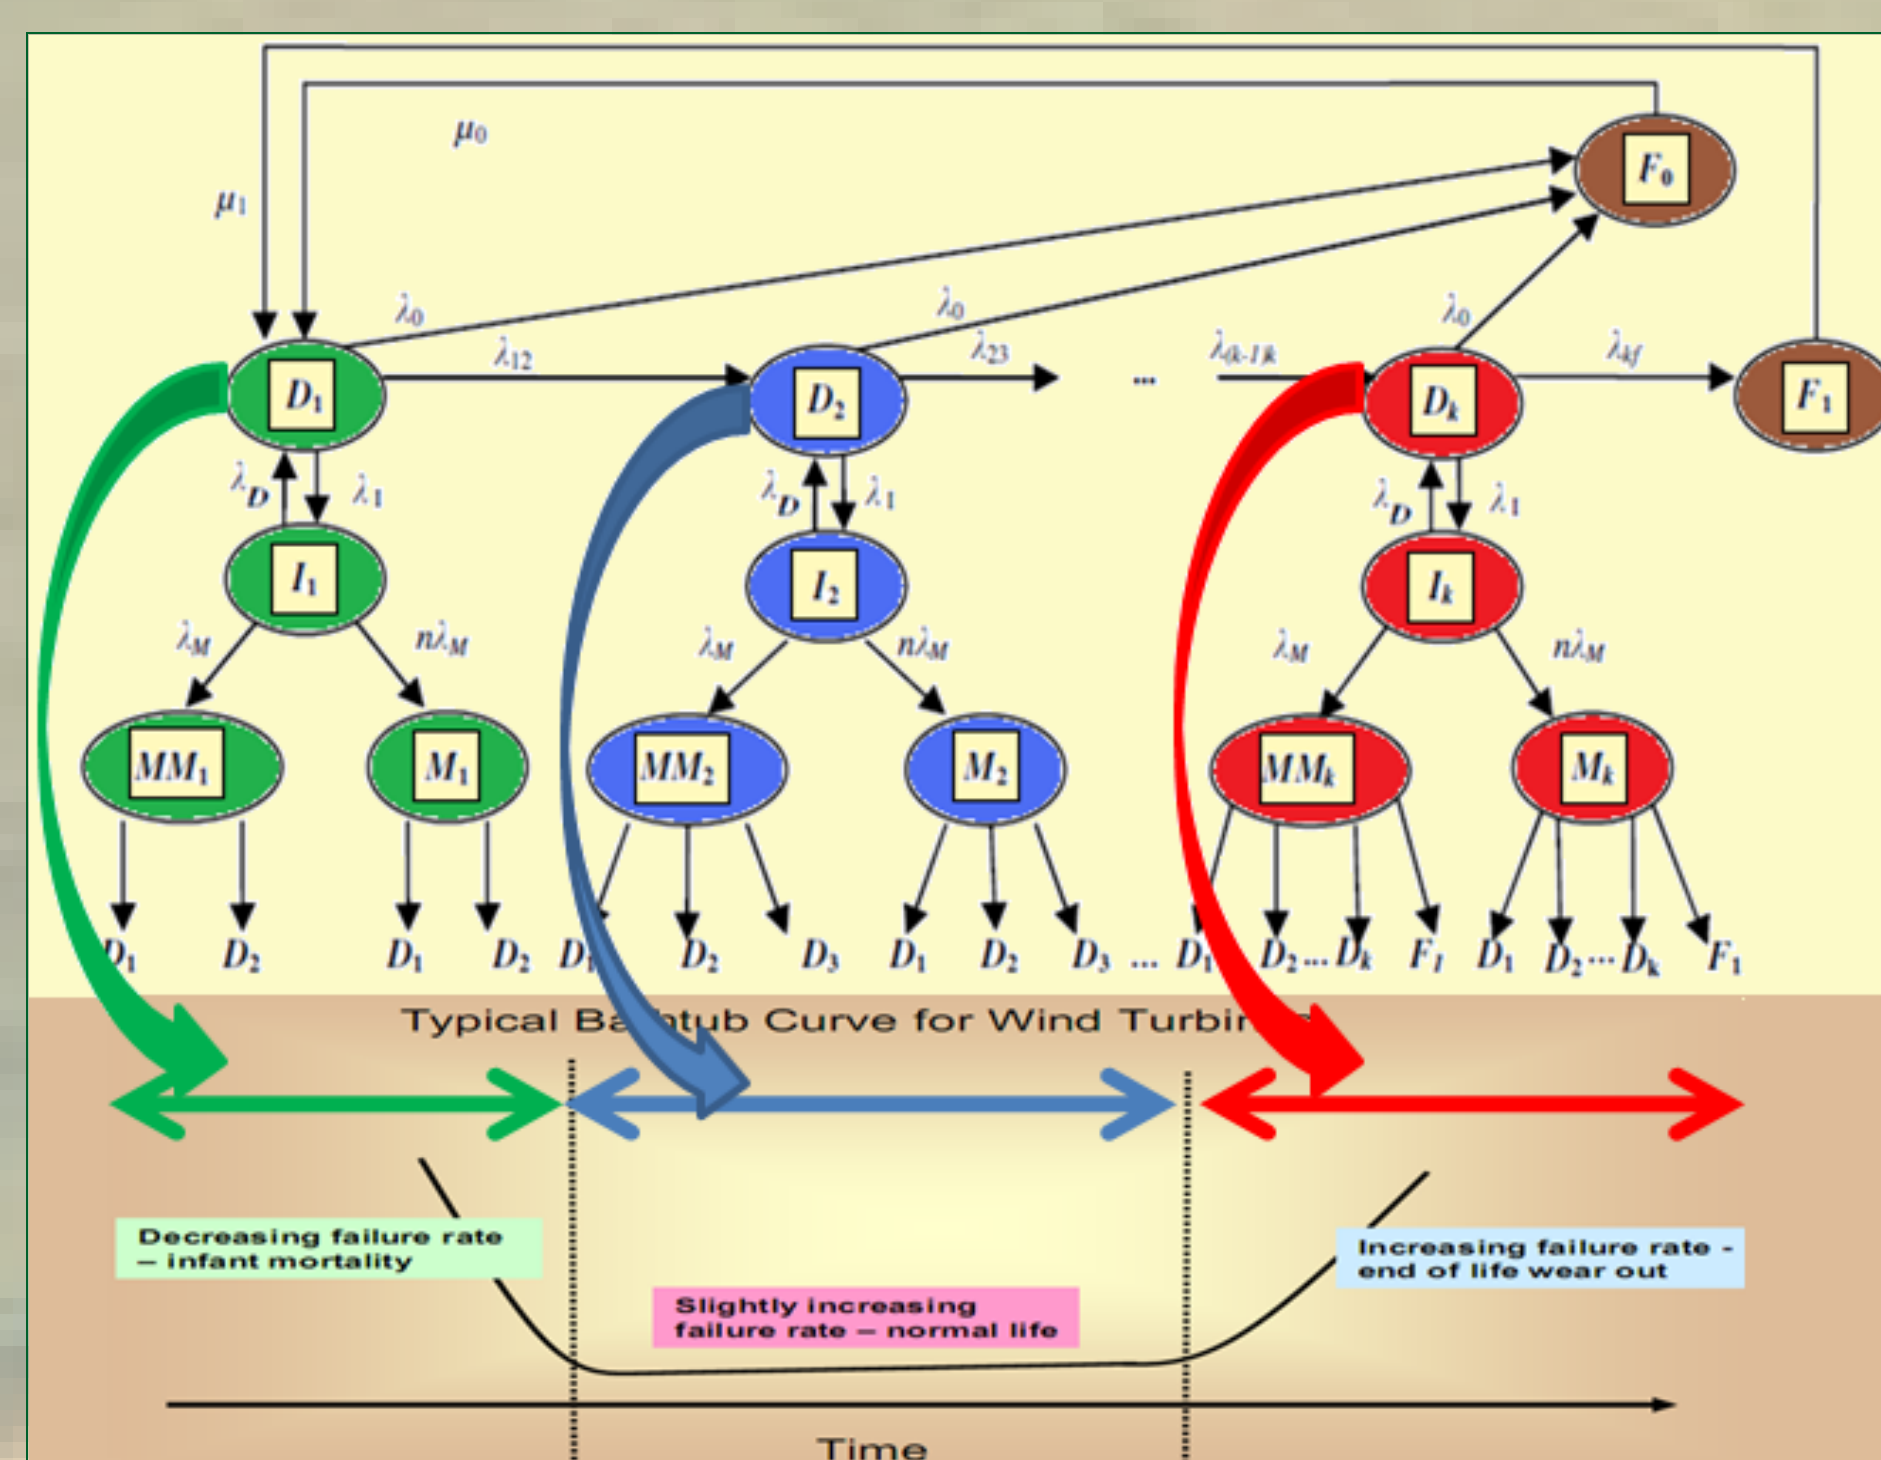 μ₀
F₀
μ₁
λ₀ λ₀ λ₀
λ₁₂ λ₂₃ ... λ₍ₖ₋₁₎ₖ λₖf
D₁ D₂ Dₖ F₁
λD λ₁ λD λ₁ λD λ₁
I₁ I₂ Iₖ
λM nλM λM nλM λM nλM
MM₁ M₁ MM₂ M₂ MMₖ Mₖ
D₁ D₂ D₁ D₂ D₁ D₂ D₃ D₁ D₂ D₃ ... D₁ D₂...Dₖ F₁ D₁ D₂...Dₖ F₁
Typical Bathtub Curve for Wind
Decreasing failure rate
– infant mortality
Increasing failure rate -
end of life wear out
Slightly increasing
failure rate – normal life
Time